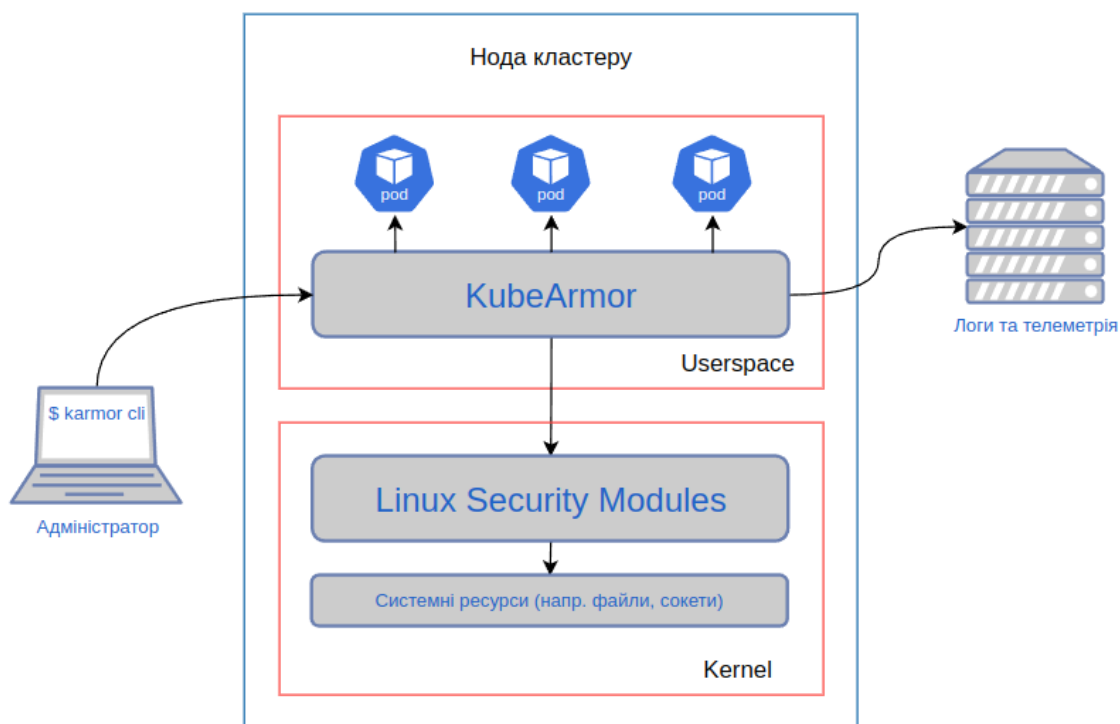 Нода кластеру
pod
pod
pod
KubeArmor
Userspace
Логи та телеметрія
$ karmor cli
Адміністратор
Linux Security Modules
Системні ресурси (напр. файли, сокети)
Kernel